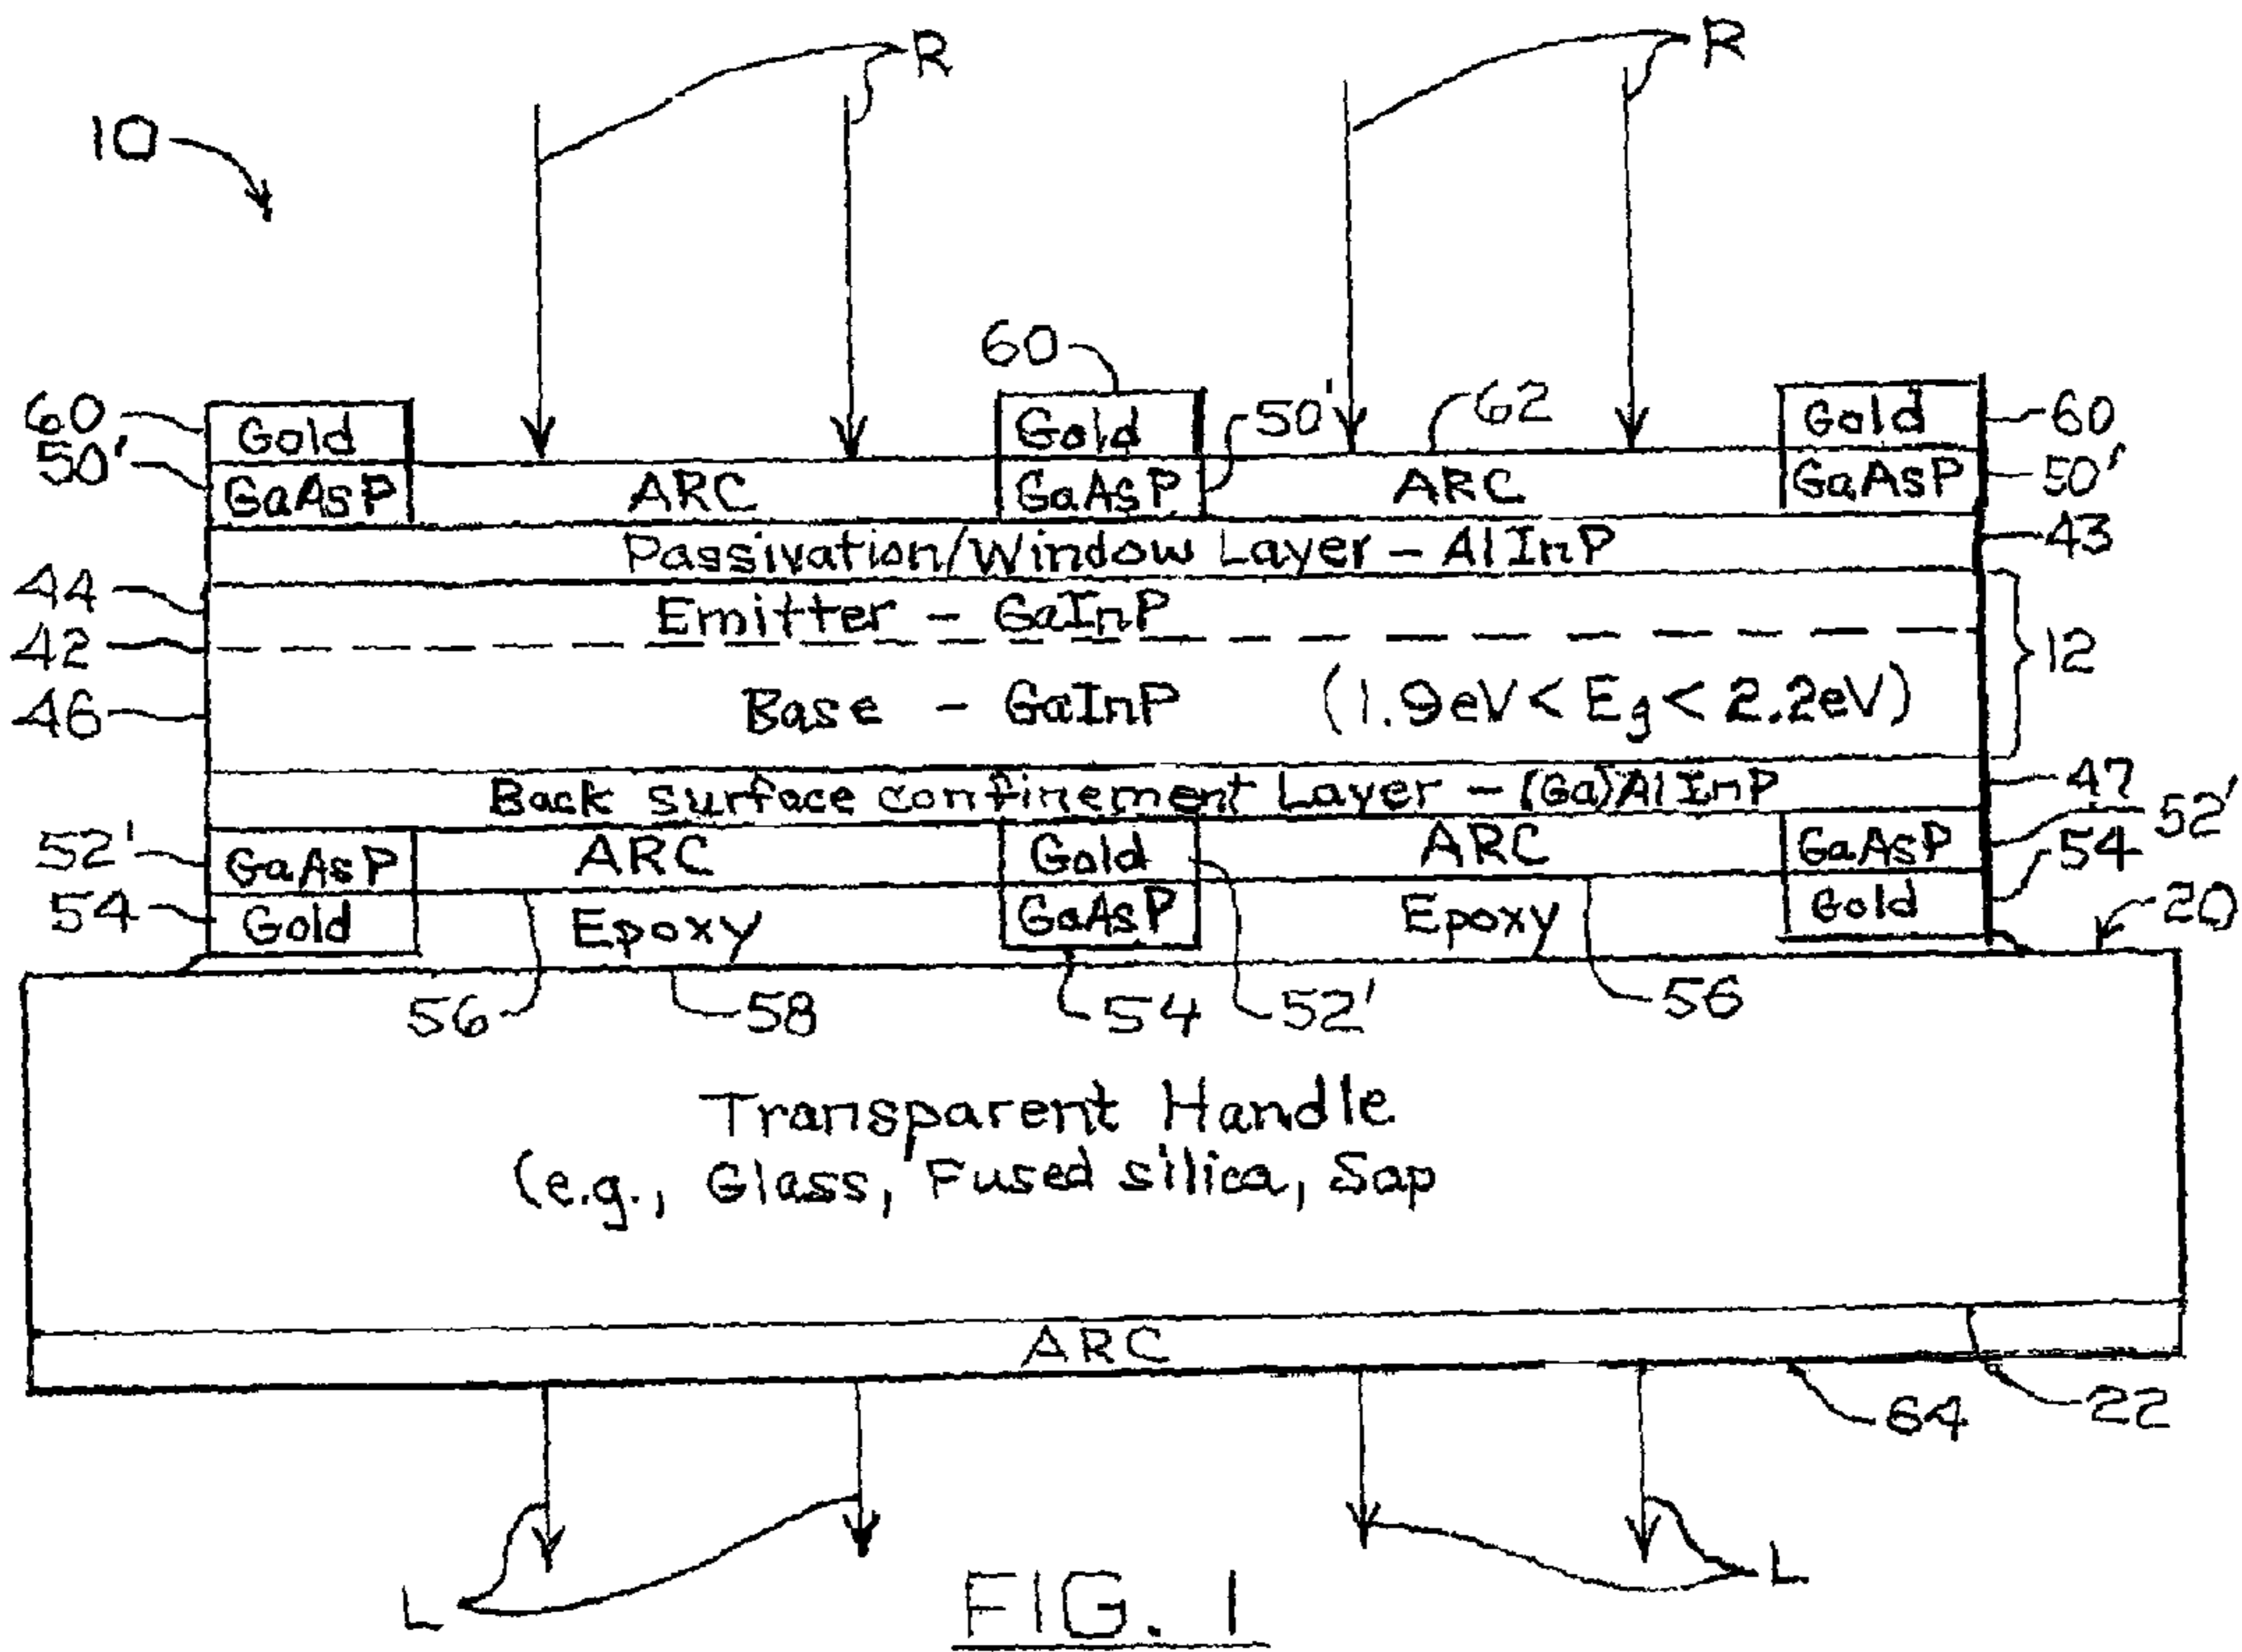 R R
10
60
60 Gold Gold 50' 62 Gold 60
50' GaAsP ARC GaAsP ARC GaAsP 50'
Passivation/Window Layer - AlInP 43
44 Emitter - GaInP
42 12
46 Base - GaInP (1.9eV < Eg < 2.2eV)
Back surface confinement Layer - (Ga)AlInP 47
52' GaAsP ARC Gold ARC GaAsP 52'
54 Gold Epoxy GaAsP Epoxy Gold 54
20
56 58 54 52' 56
Transparent Handle
(e.g., Glass, Fused silica, Sap
ARC
64 22
L L
FIG. 1